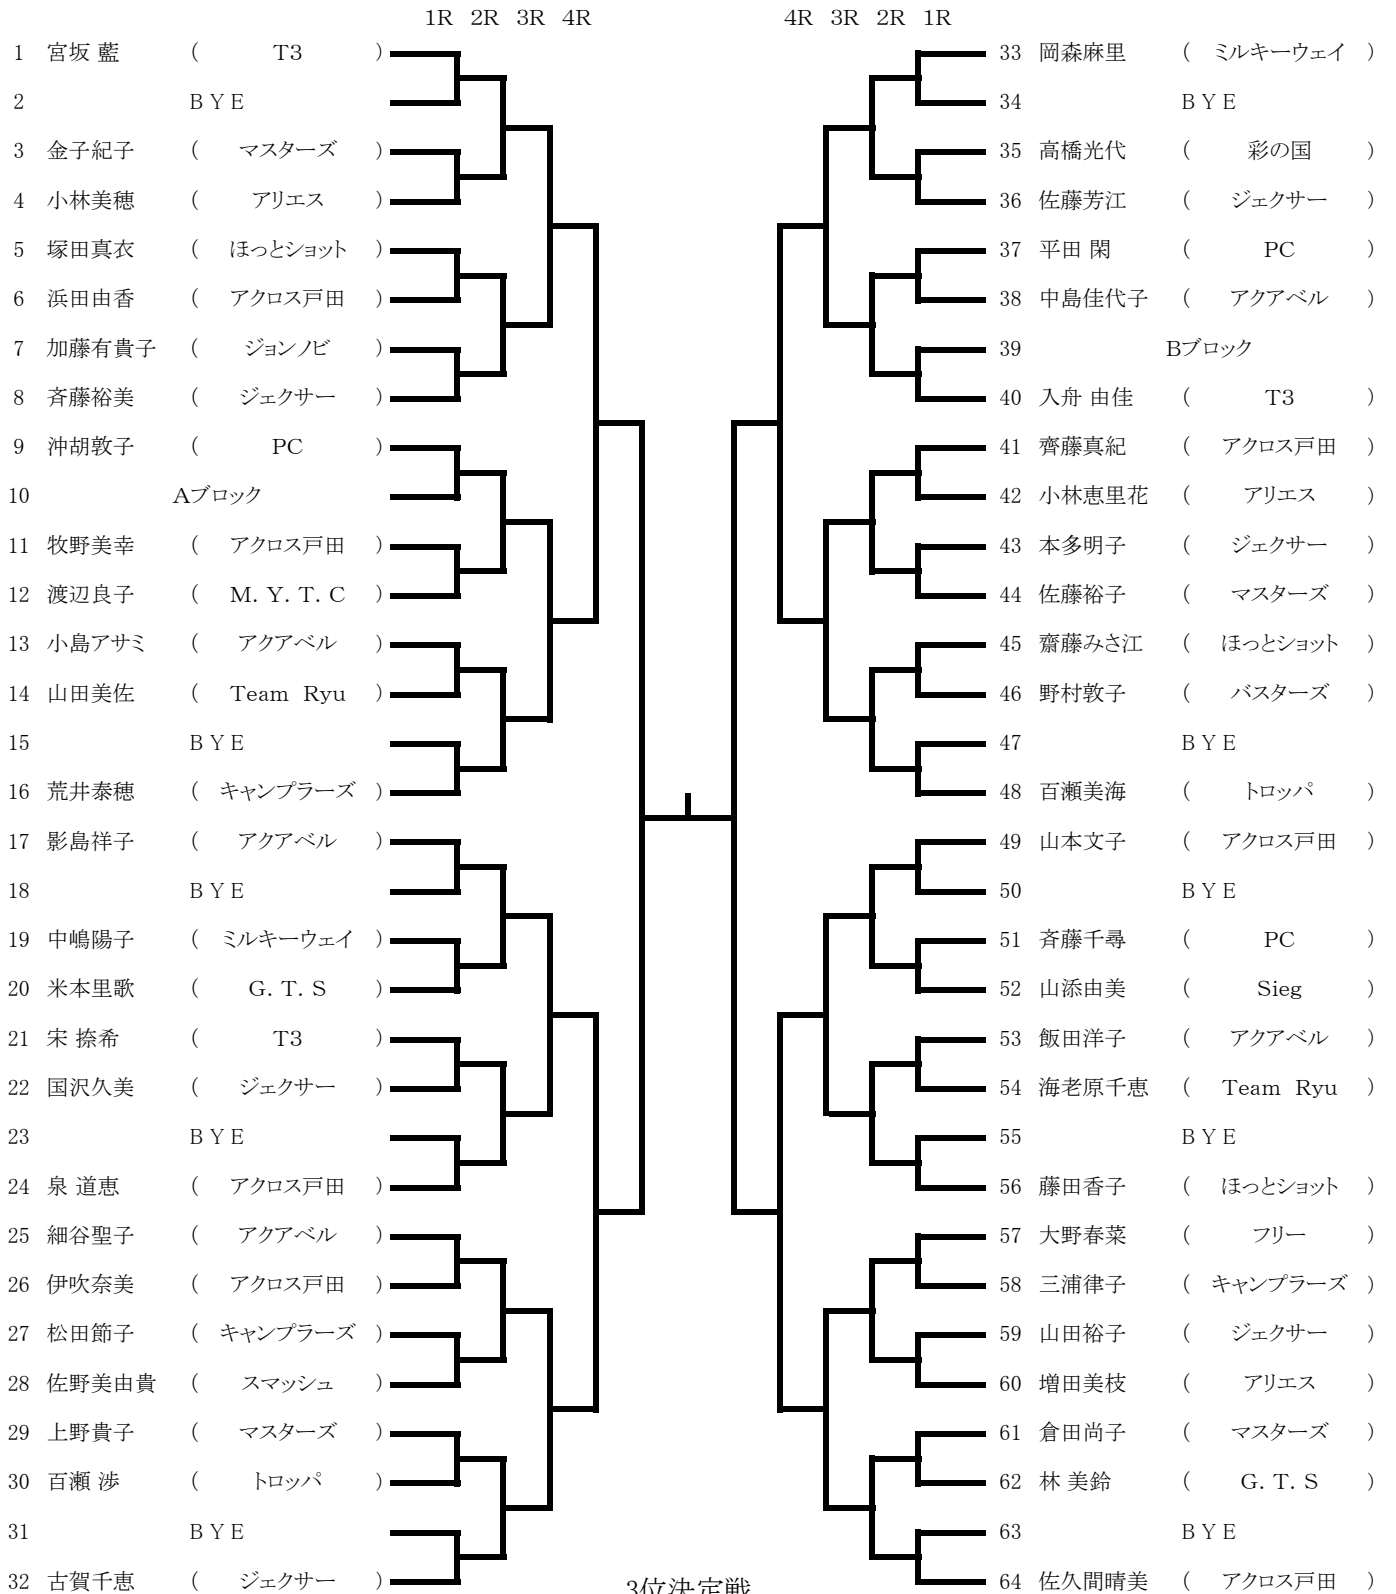 1R 2R 3R 4R
4R 3R 2R 1R
1 宮坂 藍 ( T3 )
2 BYE
3 金子紀子 ( マスターズ )
4 小林美穂 ( アリエス )
5 塚田真衣 ( ほっとショット )
6 浜田由香 ( アクロス戸田 )
7 加藤有貴子 ( ジョンノビ )
8 斉藤裕美 ( ジェクサー )
9 沖胡敦子 ( PC )
10 Aブロック
11 牧野美幸 ( アクロス戸田 )
12 渡辺良子 ( M. Y. T. C )
13 小島アサミ ( アクアベル )
14 山田美佐 ( Team Ryu )
15 BYE
16 荒井泰穂 ( キャンプラーズ )
17 影島祥子 ( アクアベル )
18 BYE
19 中嶋陽子 ( ミルキーウェイ )
20 米本里歌 ( G. T. S )
21 宋 捺希 ( T3 )
22 国沢久美 ( ジェクサー )
23 BYE
24 泉 道恵 ( アクロス戸田 )
25 細谷聖子 ( アクアベル )
26 伊吹奈美 ( アクロス戸田 )
27 松田節子 ( キャンプラーズ )
28 佐野美由貴 ( スマッシュ )
29 上野貴子 ( マスターズ )
30 百瀬 渉 ( トロッパ )
31 BYE
32 古賀千恵 ( ジェクサー )
33 岡森麻里 ( ミルキーウェイ )
34 BYE
35 高橋光代 ( 彩の国 )
36 佐藤芳江 ( ジェクサー )
37 平田 閑 ( PC )
38 中島佳代子 ( アクアベル )
39 Bブロック
40 入舟 由佳 ( T3 )
41 齊藤真紀 ( アクロス戸田 )
42 小林恵里花 ( アリエス )
43 本多明子 ( ジェクサー )
44 佐藤裕子 ( マスターズ )
45 齋藤みさ江 ( ほっとショット )
46 野村敦子 ( バスターズ )
47 BYE
48 百瀬美海 ( トロッパ )
49 山本文子 ( アクロス戸田 )
50 BYE
51 斉藤千尋 ( PC )
52 山添由美 ( Sieg )
53 飯田洋子 ( アクアベル )
54 海老原千恵 ( Team Ryu )
55 BYE
56 藤田香子 ( ほっとショット )
57 大野春菜 ( フリー )
58 三浦律子 ( キャンプラーズ )
59 山田裕子 ( ジェクサー )
60 増田美枝 ( アリエス )
61 倉田尚子 ( マスターズ )
62 林 美鈴 ( G. T. S )
63 BYE
64 佐久間晴美 ( アクロス戸田 )
3位決定戦